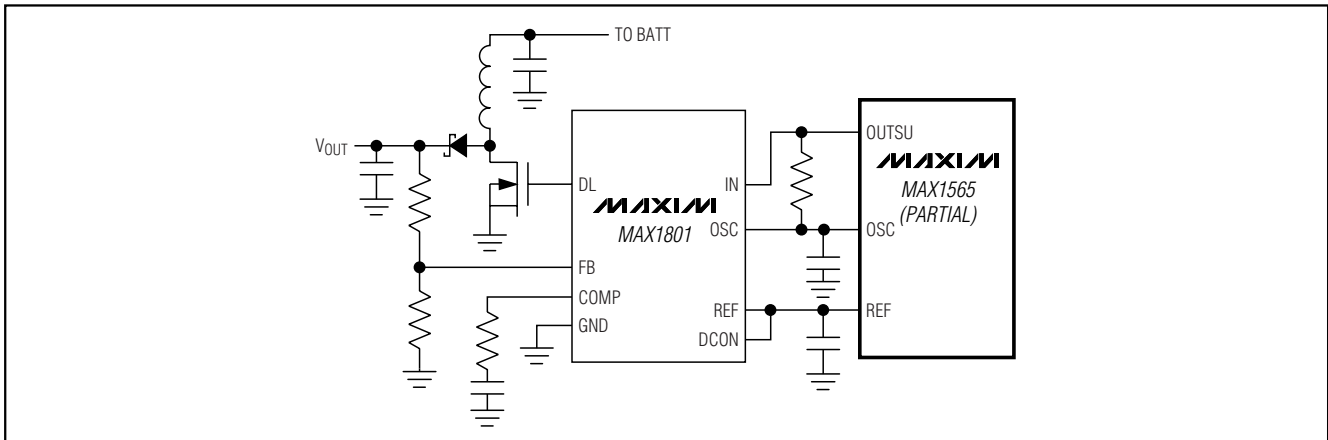 TO BATT
VOUT
DL
FB
COMP
GND
IN
OSC
REF
DCON
MAXIM
MAX1801
OUTSU
OSC
REF
MAXIM
MAX1565
(PARTIAL)